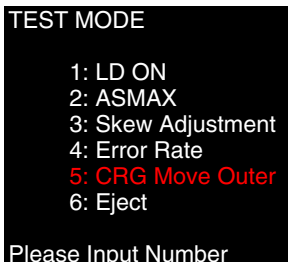 TEST MODE
1: LD ON
2: ASMAX
3: Skew Adjustment
4: Error Rate
5: CRG Move Outer
6: Eject
Please Input Number